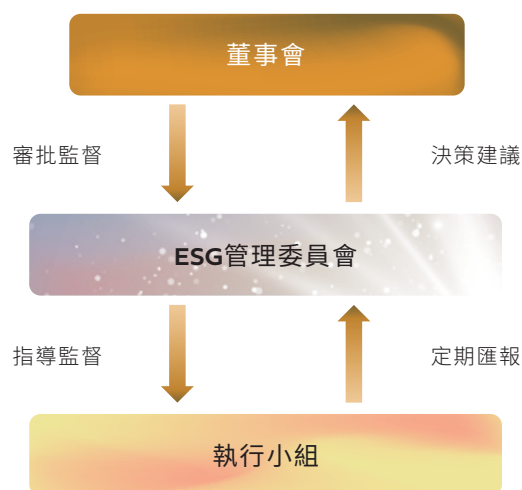 董事會
審批監督
決策建議
ESG管理委員會
指導監督
定期匯報
執行小組